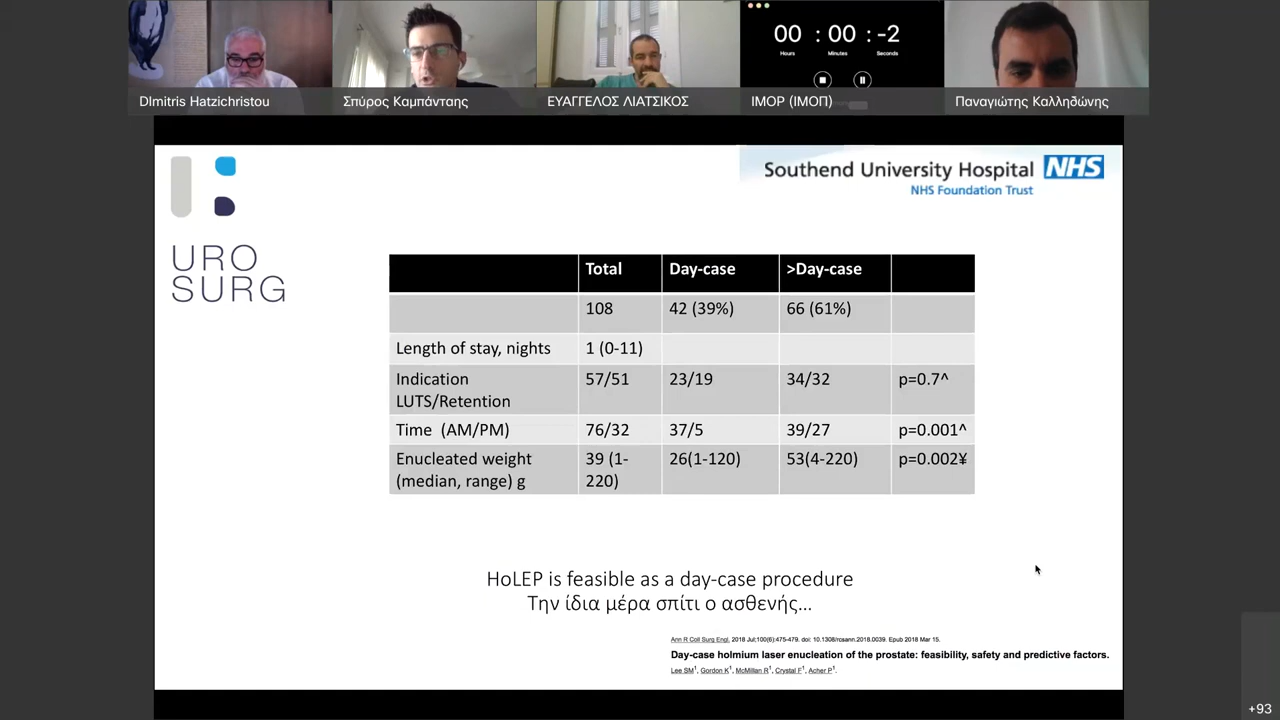 00 : 00 : -2
Hours Minutes Seconds
DImitris Hatzichristou
Σπύρος Καμπάνταης
ΕΥΑΓΓΕΛΟΣ ΛΙΑΤΣΙΚΟΣ
IMOP (ΙΜΟΠ)
Παναγιώτης Καλληδώνης
URO
SURG
Southend University Hospital NHS
NHS Foundation Trust
Total Day-case >Day-case
108 42 (39%) 66 (61%)
Length of stay, nights 1 (0-11)
Indication 57/51 23/19 34/32 p=0.7^
LUTS/Retention
Time (AM/PM) 76/32 37/5 39/27 p=0.001^
Enucleated weight 39 (1- 26(1-120) 53(4-220) p=0.002¥
(median, range) g 220)
HoLEP is feasible as a day-case procedure
Την ίδια μέρα σπίτι ο ασθενής...
Ann R Coll Surg Engl. 2018 Jul;100(6):475-479. doi: 10.1308/rcsann.2018.0039. Epub 2018 Mar 15.
Day-case holmium laser enucleation of the prostate: feasibility, safety and predictive factors.
Lee SM1, Gordon K1, McMillan R1, Crystal F1, Acher P1.
+93